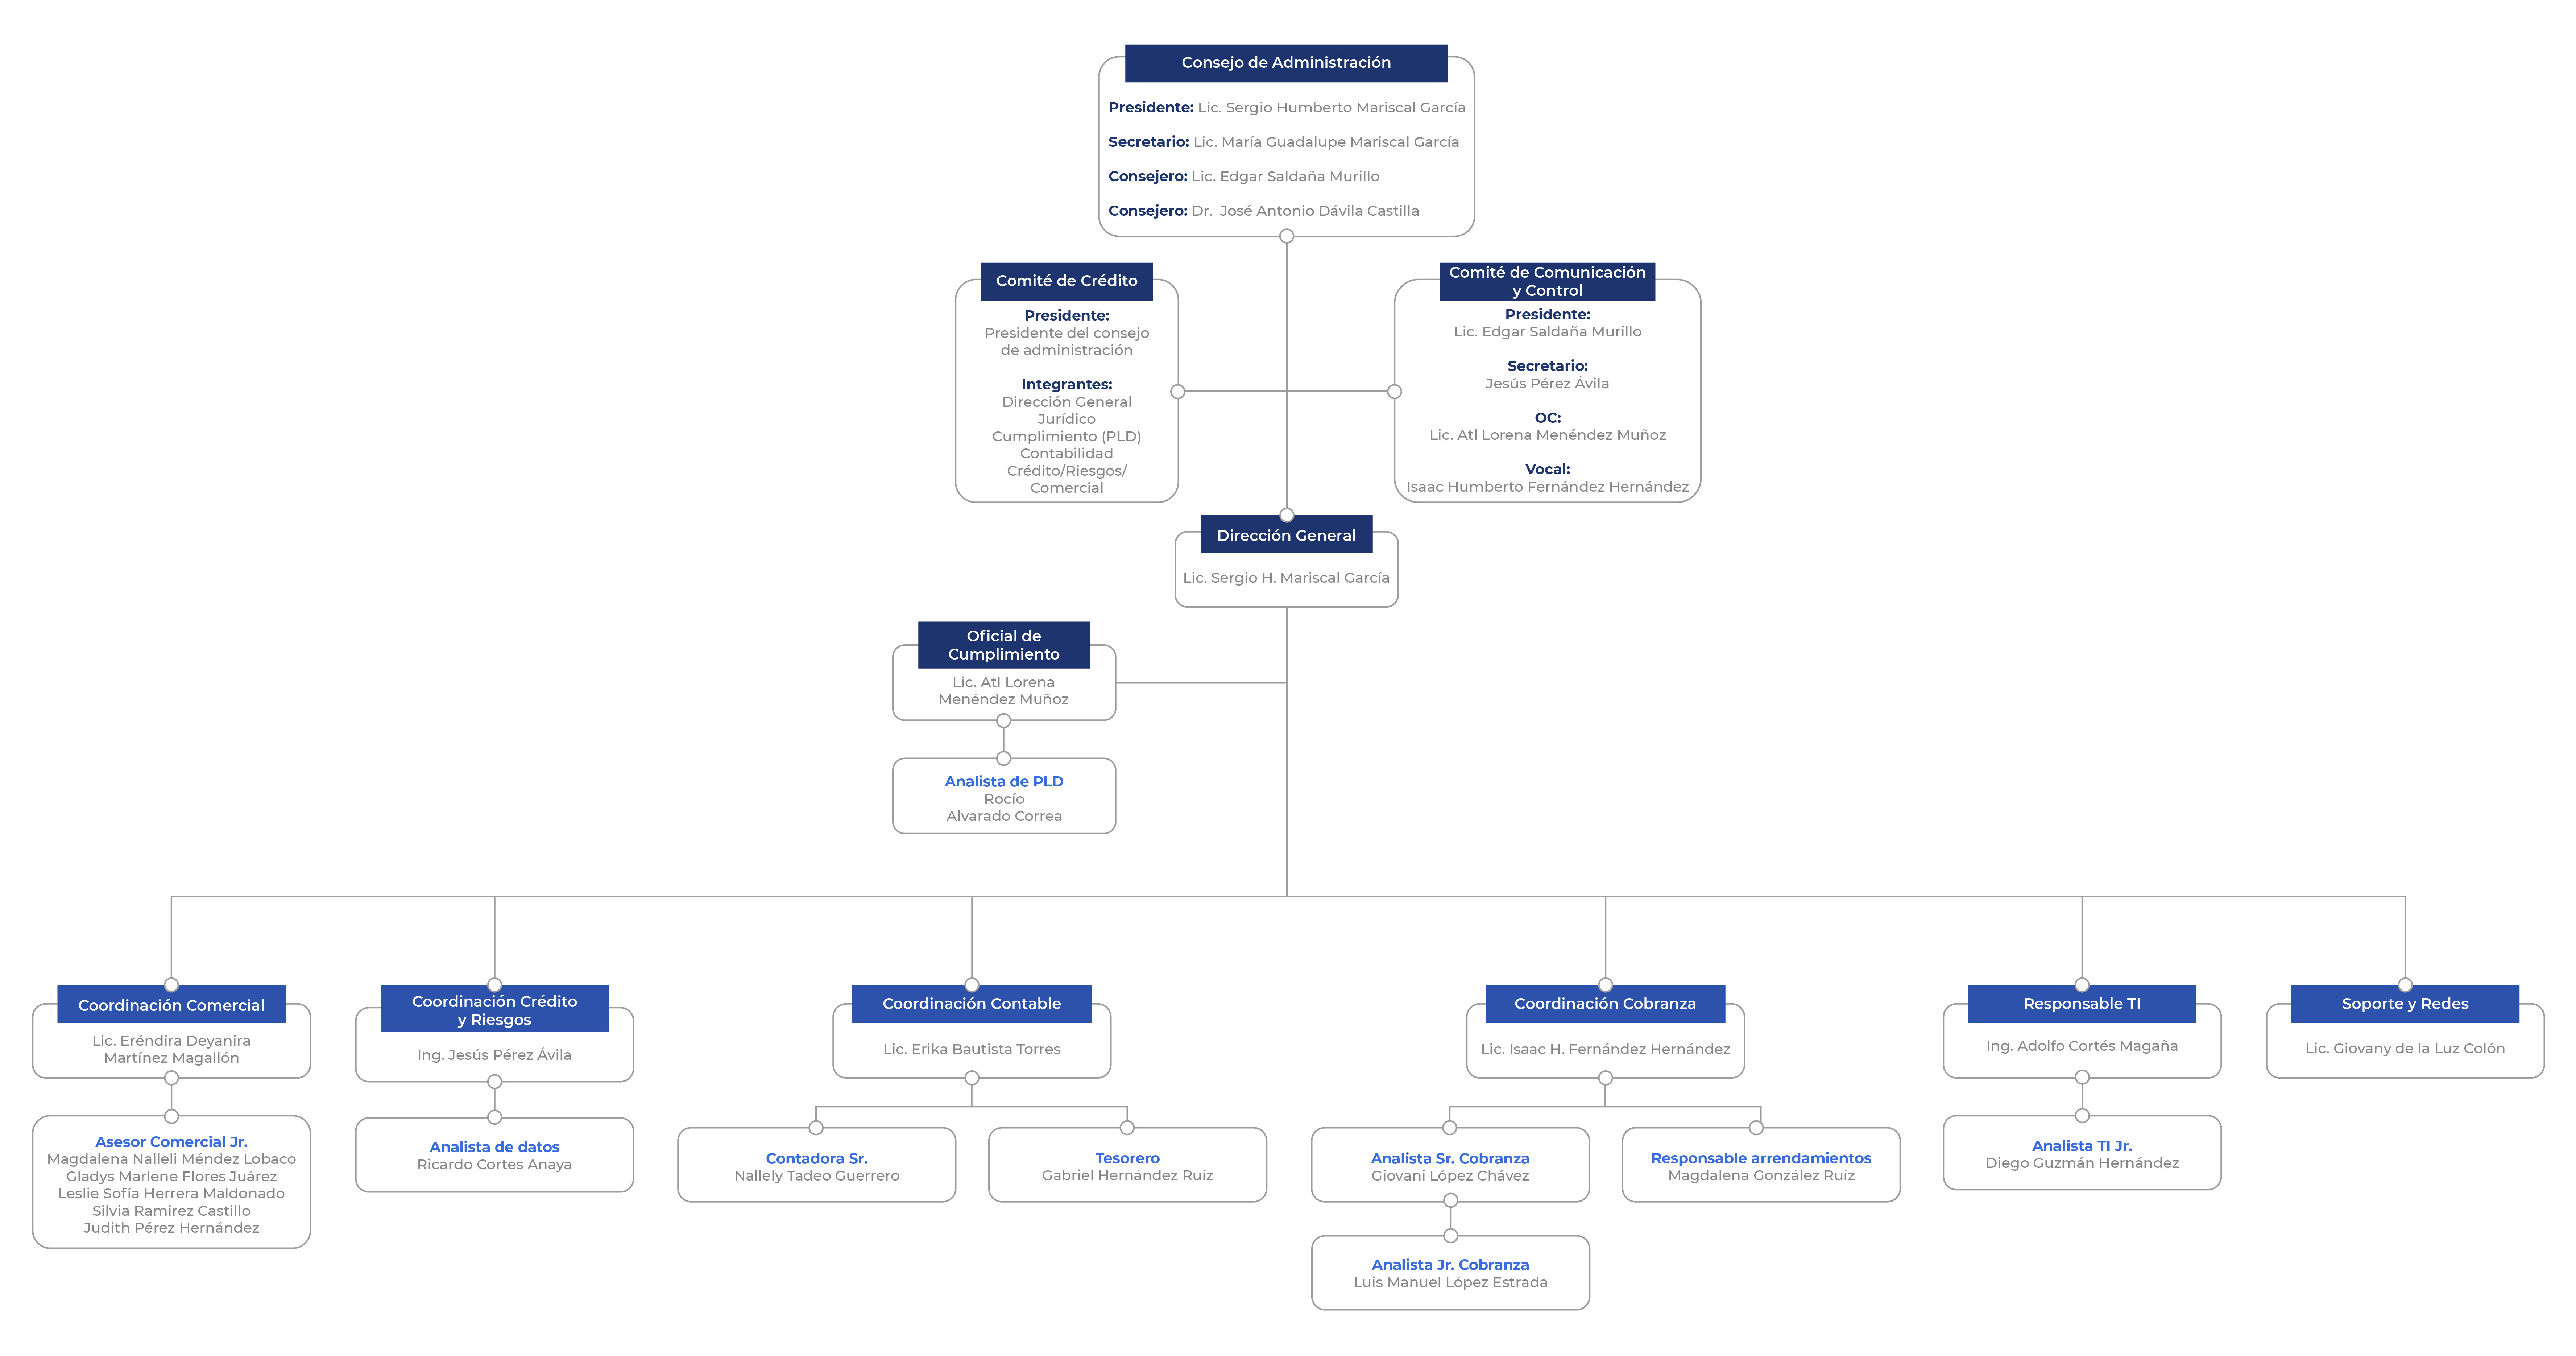 Consejo de Administración
Presidente: Lic. Sergio Humberto Mariscal García
Secretario: Lic. María Guadalupe Mariscal García
Consejero: Lic. Edgar Saldaña Murillo
Consejero: Dr. José Antonio Dávila Castilla
Comité de Crédito
Presidente:
Presidente del consejo
de administración
Integrantes:
Dirección General
Jurídico
Cumplimiento (PLD)
Contabilidad
Crédito/Riesgos/
Comercial
Comité de Comunicación
y Control
Presidente:
Lic. Edgar Saldaña Murillo
Secretario:
Jesús Pérez Ávila
OC:
Lic. Atl Lorena Menéndez Muñoz
Vocal:
Isaac Humberto Fernández Hernández
Dirección General
Lic. Sergio H. Mariscal García
Oficial de
Cumplimiento
Lic. Atl Lorena
Menéndez Muñoz
Analista de PLD
Rocío
Alvarado Correa
Coordinación Comercial
Lic. Eréndira Deyanira
Martínez Magallón
Asesor Comercial Jr.
Magdalena Nalleli Méndez Lobaco
Gladys Marlene Flores Juárez
Leslie Sofía Herrera Maldonado
Silvia Ramirez Castillo
Judith Pérez Hernández
Coordinación Crédito
y Riesgos
Ing. Jesús Pérez Ávila
Analista de datos
Ricardo Cortes Anaya
Coordinación Contable
Lic. Erika Bautista Torres
Contadora Sr.
Nallely Tadeo Guerrero
Tesorero
Gabriel Hernández Ruíz
Coordinación Cobranza
Lic. Isaac H. Fernández Hernández
Analista Sr. Cobranza
Giovani López Chávez
Responsable arrendamientos
Magdalena González Ruíz
Analista Jr. Cobranza
Luis Manuel López Estrada
Responsable TI
Ing. Adolfo Cortés Magaña
Analista TI Jr.
Diego Guzmán Hernández
Soporte y Redes
Lic. Giovany de la Luz Colón